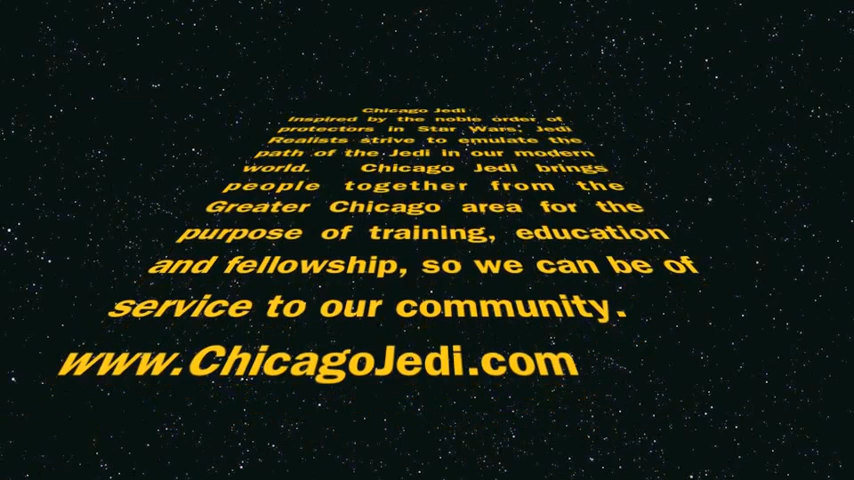 Chicago Jedi
Inspired by the noble order of
protectors in Star Wars, Jedi
Realists strive to emulate the
path of the Jedi in our modern
world. Chicago Jedi brings
people together from the
Greater Chicago area for the
purpose of training, education
and fellowship, so we can be of
service to our community.
www.ChicagoJedi.com